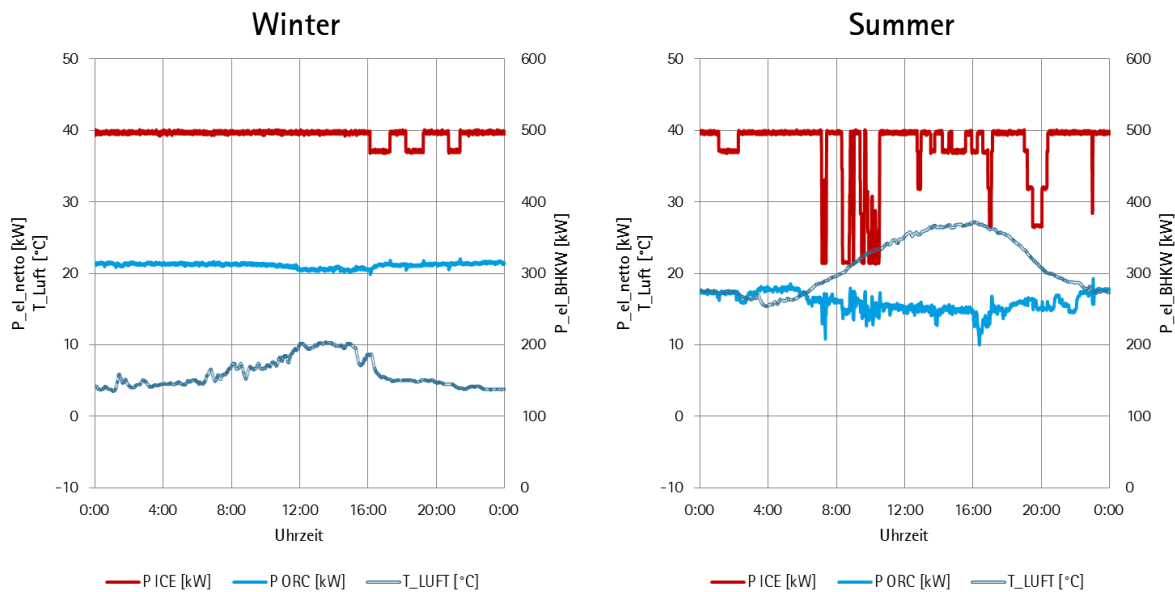 Winter
50
40
30
20
10
0
-10
P_el_netto [kW]
T_Luft [°C]
600
500
400
300
200
100
0
P_el_BHKW [kW]
0:00 4:00 8:00 12:00 16:00 20:00 0:00
Uhrzeit
P ICE [kW] P ORC [kW] T_LUFT [°C]
Summer
50
40
30
20
10
0
-10
P_el_netto [kW]
T_Luft [°C]
600
500
400
300
200
100
0
P_el_BHKW [kW]
0:00 4:00 8:00 12:00 16:00 20:00 0:00
Uhrzeit
P ICE [kW] P ORC [kW] T_LUFT [°C]